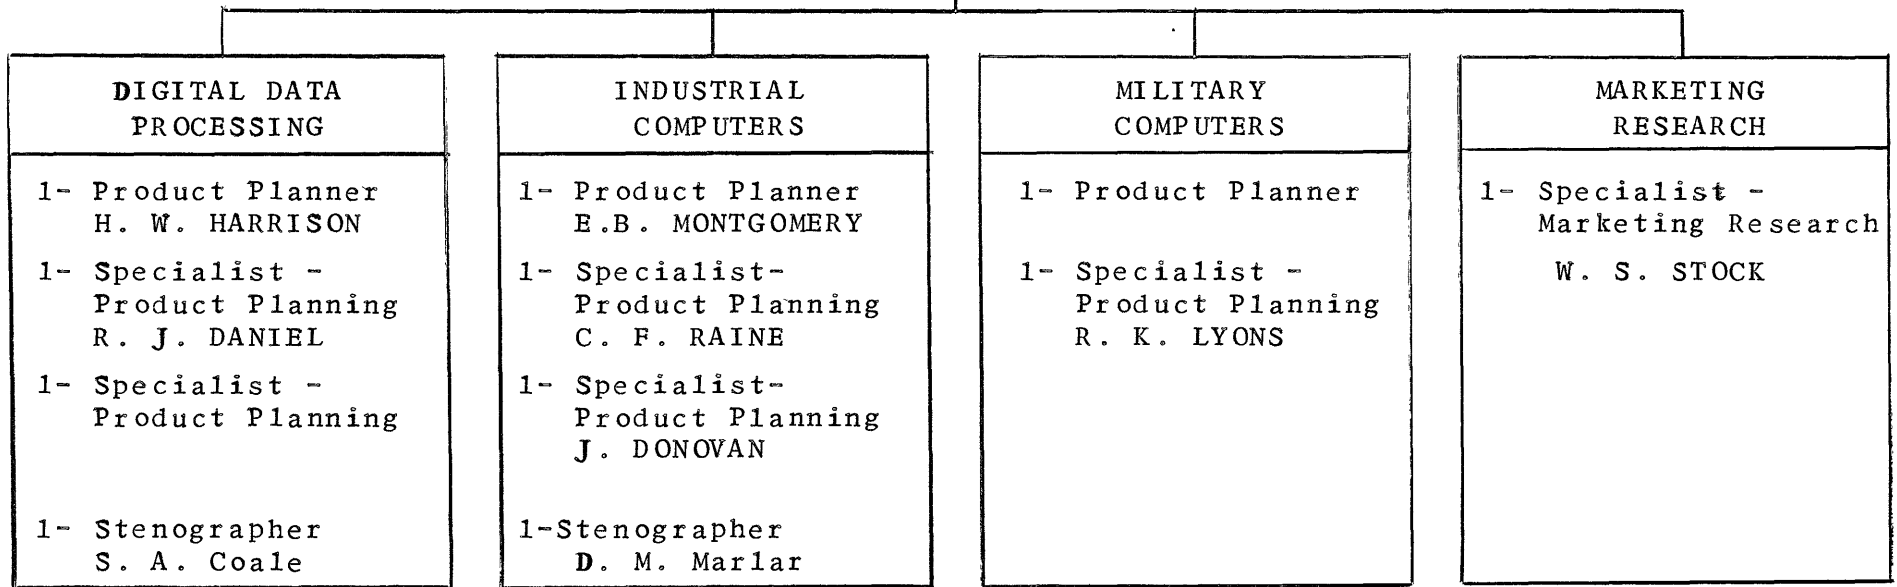 DIGITAL DATA
PROCESSING
1- Product Planner
H. W. HARRISON
1- Specialist -
Product Planning
R. J. DANIEL
1- Specialist -
Product Planning
1- Stenographer
S. A. Coale
INDUSTRIAL
COMPUTERS
1- Product Planner
E.B. MONTGOMERY
1- Specialist-
Product Planning
C. F. RAINE
1- Specialist-
Product Planning
J. DONOVAN
1-Stenographer
D. M. Marlar
MILITARY
COMPUTERS
1- Product Planner
1- Specialist -
Product Planning
R. K. LYONS
MARKETING
RESEARCH
1- Specialist -
Marketing Research
W. S. STOCK